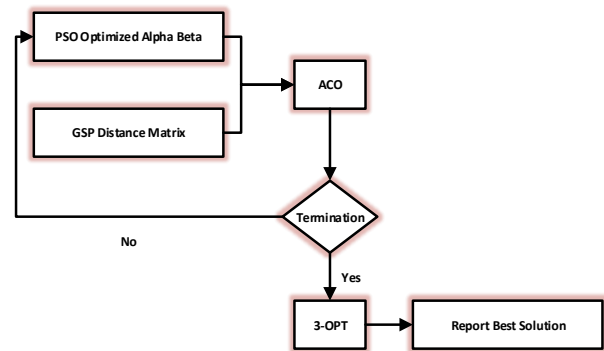 PSO Optimized Alpha Beta
ACO
GSP Distance Matrix
Termination
No
Yes
3-OPT
Report Best Solution